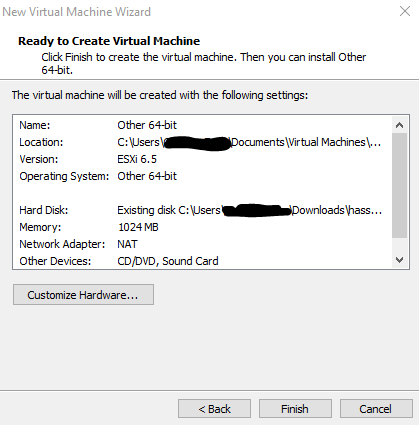 New Virtual Machine Wizard
Ready to Create Virtual Machine
Click Finish to create the virtual machine. Then you can install Other
64-bit.
The virtual machine will be created with the following settings:
Name: Other 64-bit
Location: C:\Users\ \Documents\Virtual Machines\...
Version: ESXi 6.5
Operating System: Other 64-bit
Hard Disk: Existing disk C:\Users\ \Downloads\hass...
Memory: 1024 MB
Network Adapter: NAT
Other Devices: CD/DVD, Sound Card
Customize Hardware...
< Back Finish Cancel